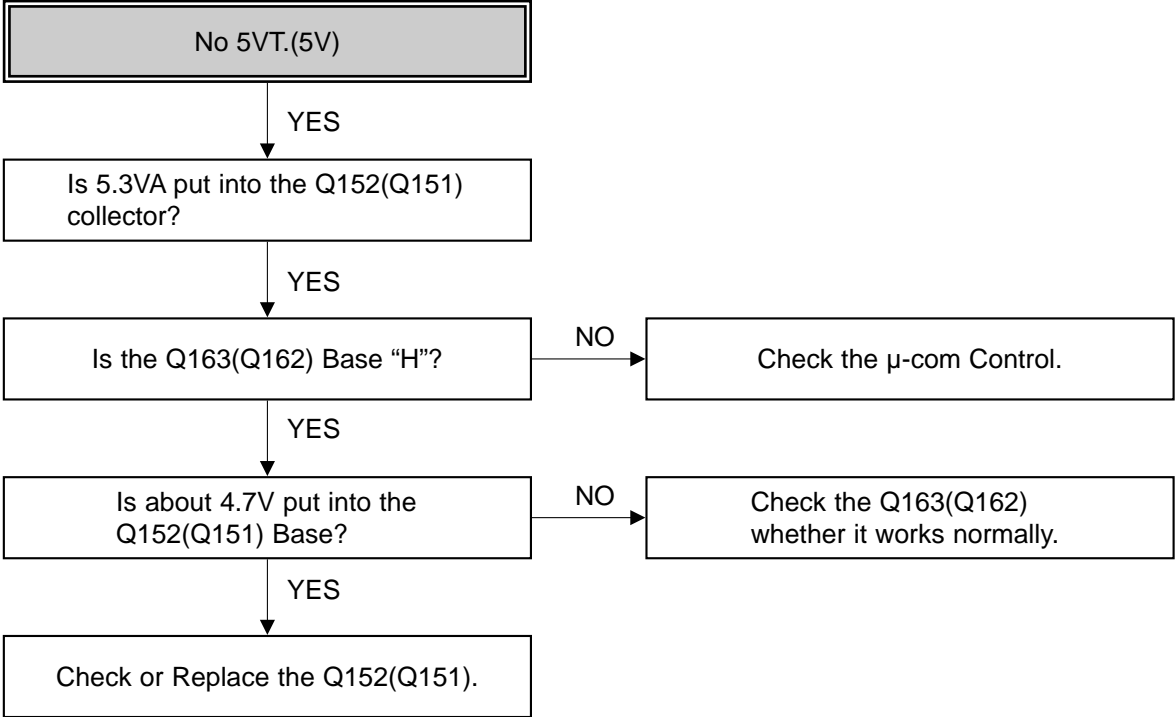 No 5VT.(5V)
YES
Is 5.3VA put into the Q152(Q151)
collector?
YES
Is the Q163(Q162) Base “H”?
NO
Check the µ-com Control.
YES
Is about 4.7V put into the
Q152(Q151) Base?
NO
Check the Q163(Q162)
whether it works normally.
YES
Check or Replace the Q152(Q151).